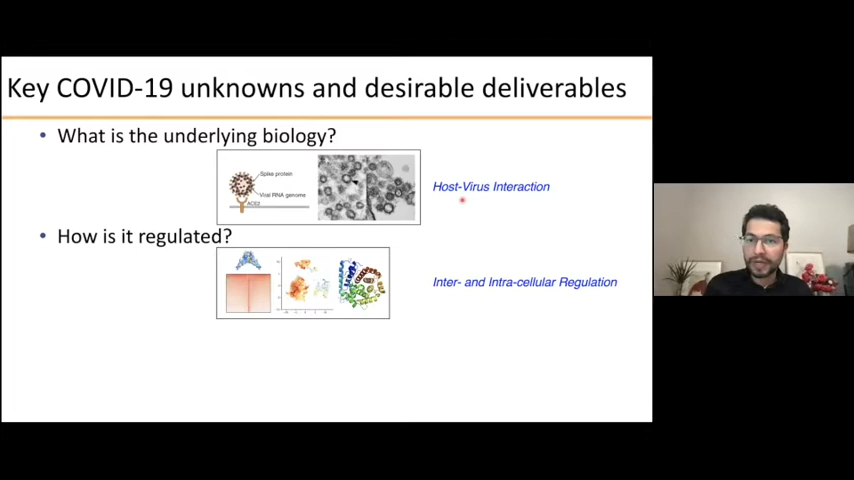 Key COVID-19 unknowns and desirable deliverables
• What is the underlying biology?
Spike protein
Viral RNA genome
ACE2
Host-Virus Interaction
• How is it regulated?
Inter- and Intra-cellular Regulation